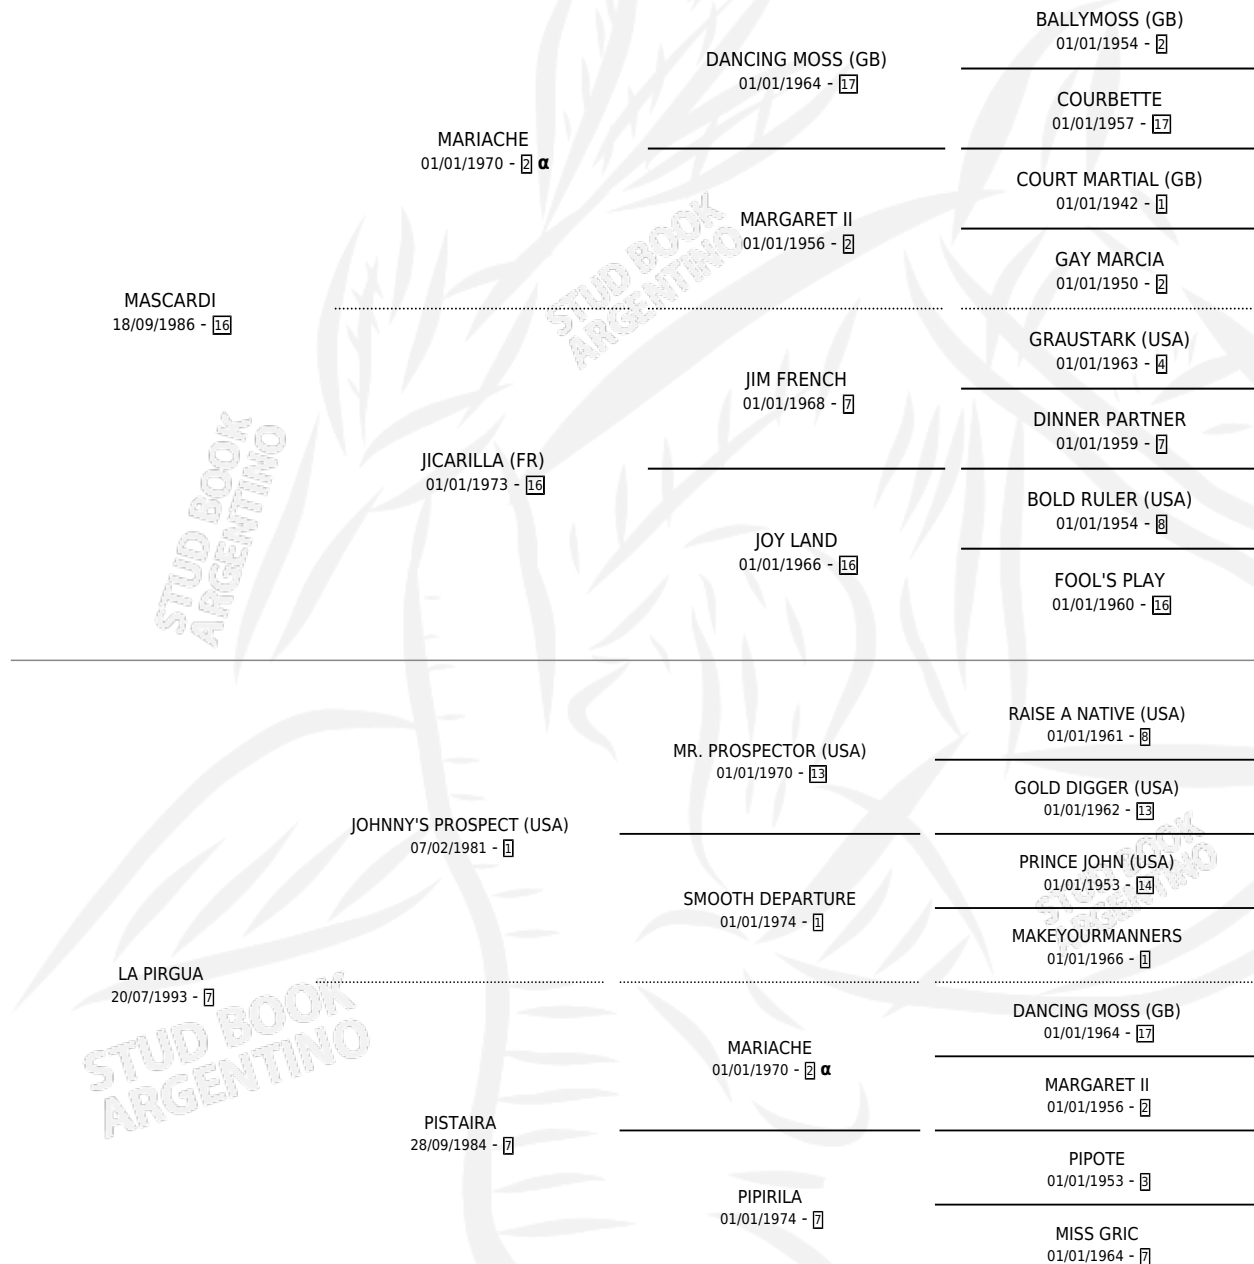 BALLYMOSS (GB)
01/01/1954 - 2
DANCING MOSS (GB)
01/01/1964 - 17
COURBETTE
01/01/1957 - 17
MARIACHE
01/01/1970 - 2 α
COURT MARTIAL (GB)
01/01/1942 - 1
MARGARET II
01/01/1956 - 2
GAY MARCIA
01/01/1950 - 2
MASCARDI
18/09/1986 - 16
GRAUSTARK (USA)
01/01/1963 - 4
JIM FRENCH
01/01/1968 - 7
DINNER PARTNER
01/01/1959 - 7
JICARILLA (FR)
01/01/1973 - 16
BOLD RULER (USA)
01/01/1954 - 8
JOY LAND
01/01/1966 - 16
FOOL'S PLAY
01/01/1960 - 16
STUD BOOK
ARGENTINO
STUD BOOK
ARGENTINO
RAISE A NATIVE (USA)
01/01/1961 - 8
MR. PROSPECTOR (USA)
01/01/1970 - 13
GOLD DIGGER (USA)
01/01/1962 - 13
JOHNNY'S PROSPECT (USA)
07/02/1981 - 1
PRINCE JOHN (USA)
01/01/1953 - 14
SMOOTH DEPARTURE
01/01/1974 - 1
MAKEYOURMANNERS
01/01/1966 - 1
LA PIRGUA
20/07/1993 - 7
DANCING MOSS (GB)
01/01/1964 - 17
MARIACHE
01/01/1970 - 2 α
MARGARET II
01/01/1956 - 2
PISTAIRA
28/09/1984 - 7
PIPOTE
01/01/1953 - 3
PIPIRILA
01/01/1974 - 7
MISS GRIC
01/01/1964 - 7
STUD BOOK
ARGENTINO
STUD BOOK
ARGENTINO